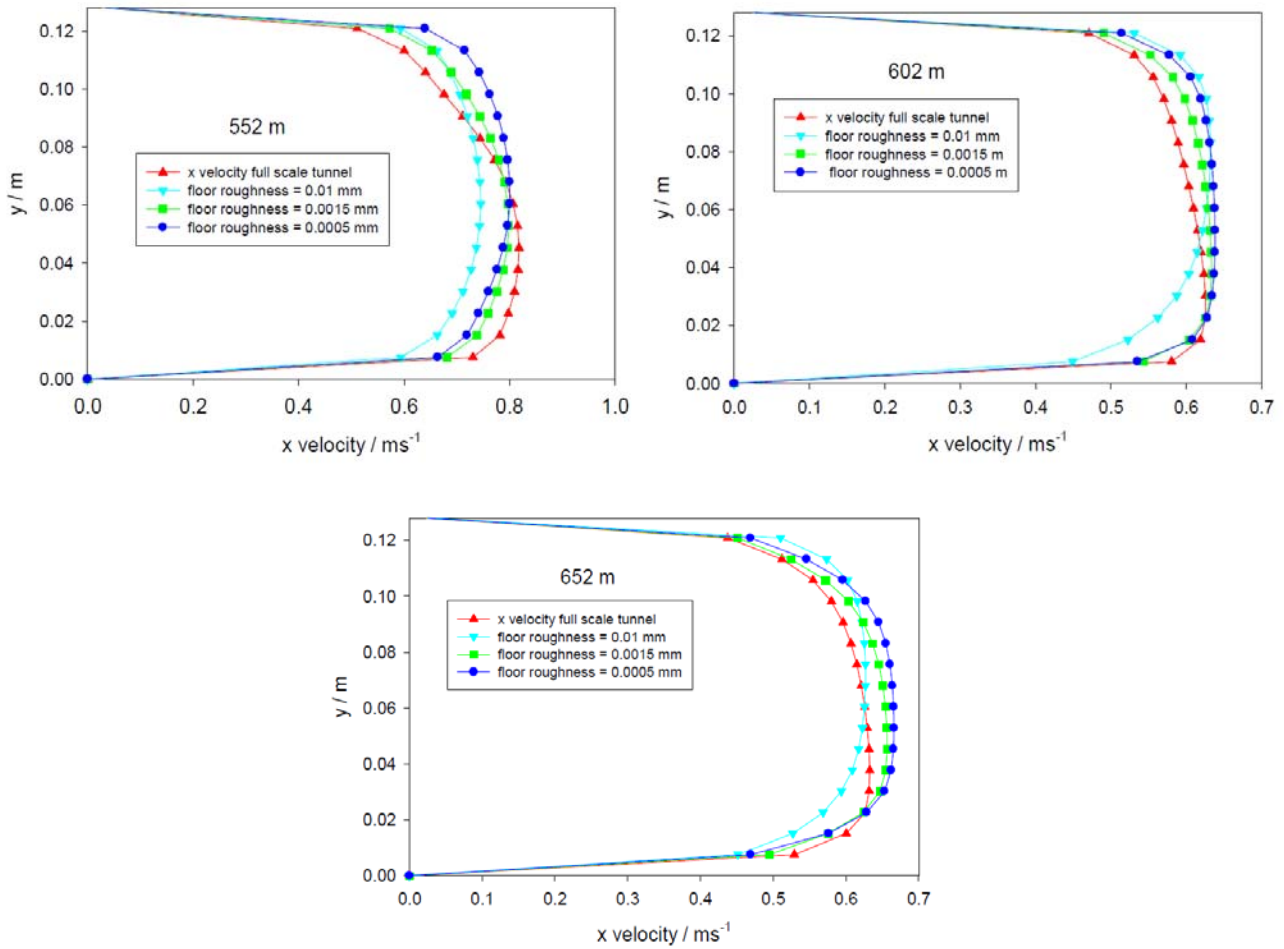 0.12
0.10
0.08
0.06
0.04
0.02
0.00
y / m
552 m
x velocity full scale tunnel
floor roughness = 0.01 mm
floor roughness = 0.0015 mm
floor roughness = 0.0005 mm
0.0 0.2 0.4 0.6 0.8 1.0
x velocity / ms-1
0.12
0.10
0.08
0.06
0.04
0.02
0.00
y / m
602 m
x velocity full scale tunnel
floor roughness = 0.01 mm
floor roughness = 0.0015 m
floor roughness = 0.0005 m
0.0 0.1 0.2 0.3 0.4 0.5 0.6 0.7
x velocity / ms-1
0.12
0.10
0.08
0.06
0.04
0.02
0.00
y / m
652 m
x velocity full scale tunnel
floor roughness = 0.01 mm
floor roughness = 0.0015 mm
floor roughness = 0.0005 mm
0.0 0.1 0.2 0.3 0.4 0.5 0.6 0.7
x velocity / ms-1